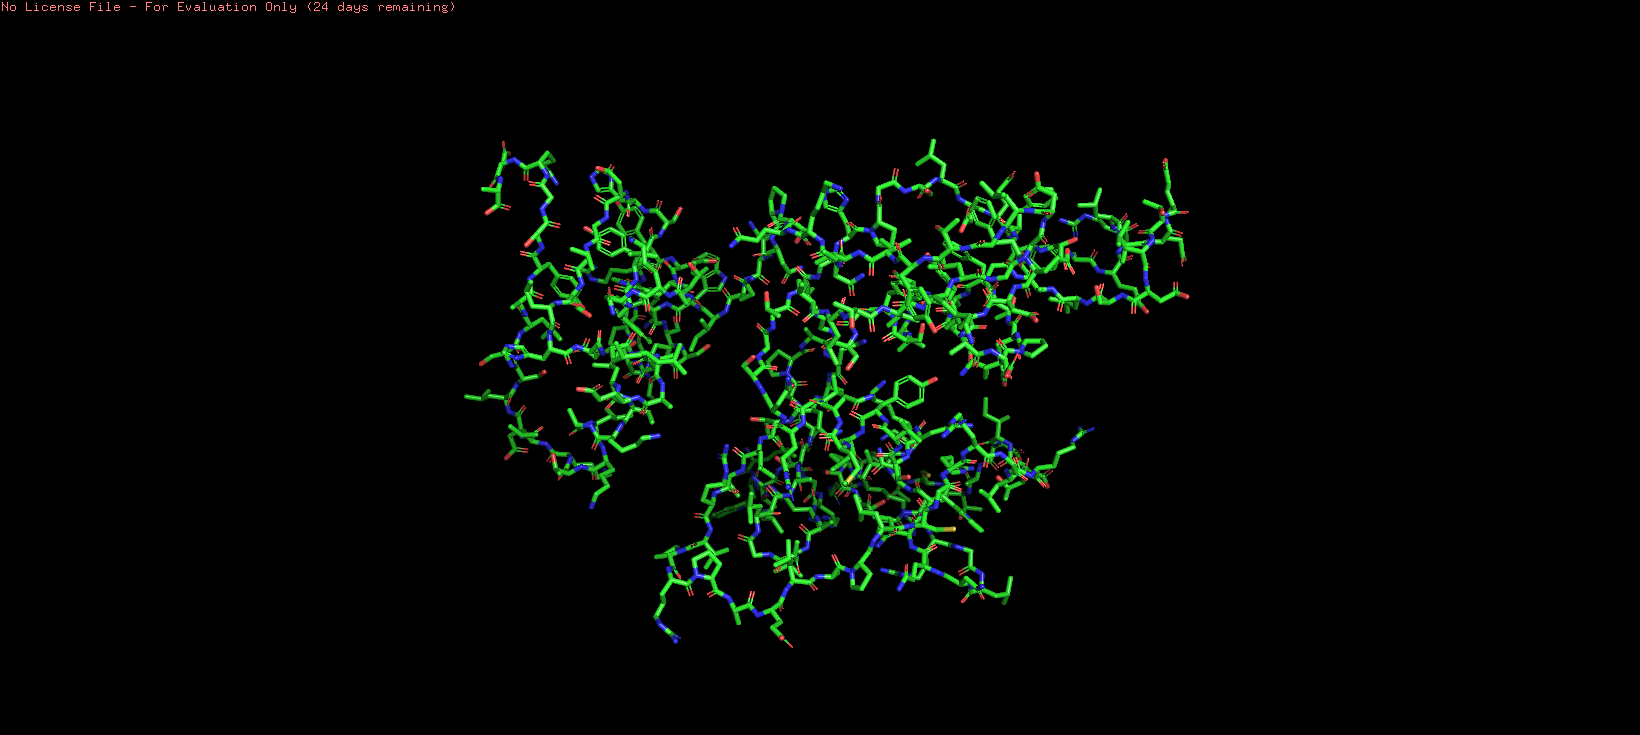 No License File - For Evaluation Only (24 days remaining)